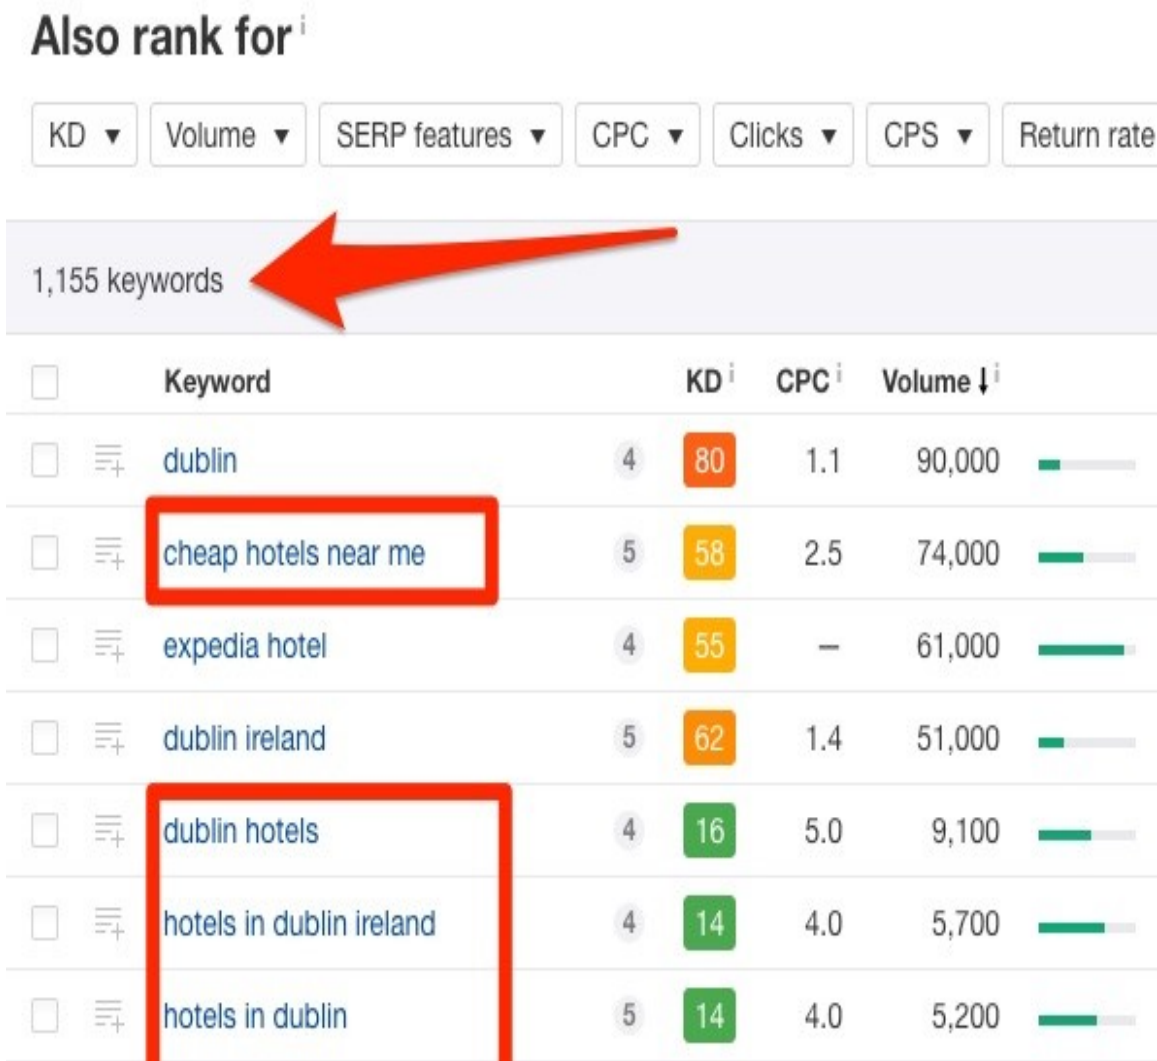 Also rank for i
KD ▼ Volume ▼ SERP features ▼ CPC ▼ Clicks ▼ CPS ▼ Return rate
1,155 keywords
Keyword KD i CPC i Volume ↓ i
dublin 4 80 1.1 90,000
cheap hotels near me 5 58 2.5 74,000
expedia hotel 4 55 – 61,000
dublin ireland 5 62 1.4 51,000
dublin hotels 4 16 5.0 9,100
hotels in dublin ireland 4 14 4.0 5,700
hotels in dublin 5 14 4.0 5,200